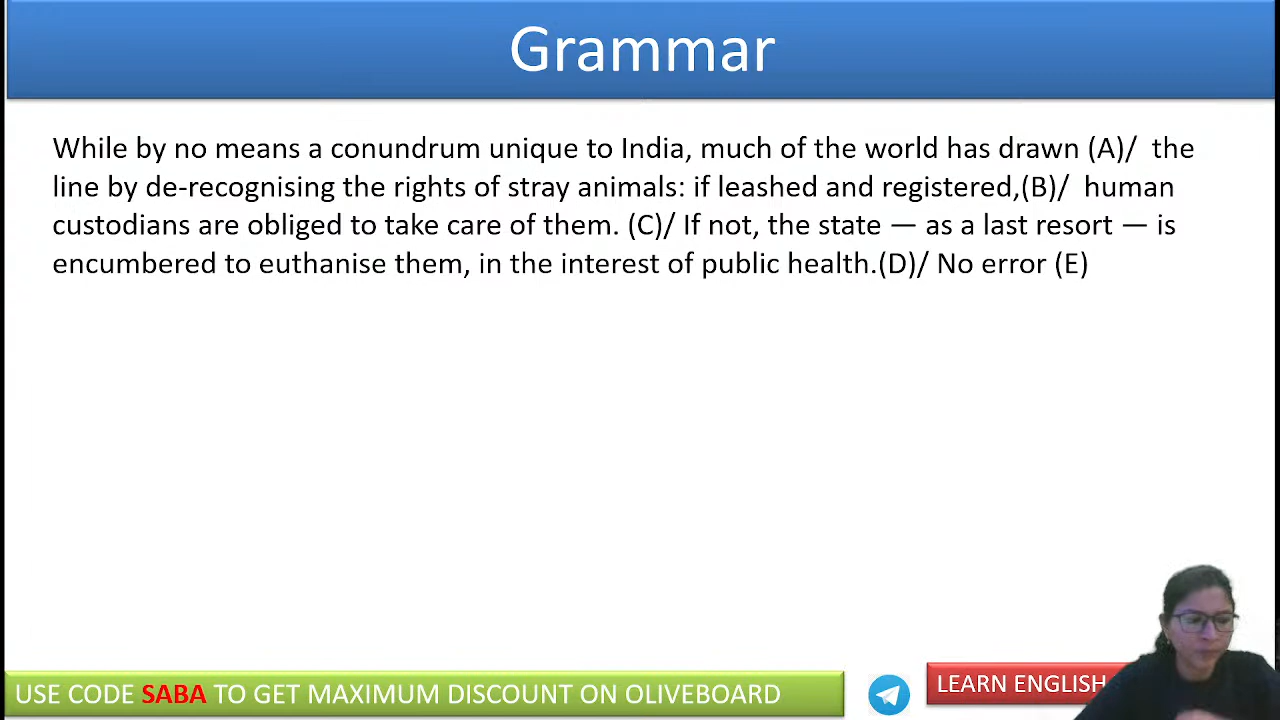 Grammar
While by no means a conundrum unique to India, much of the world has drawn (A)/ the
line by de-recognising the rights of stray animals: if leashed and registered,(B)/ human
custodians are obliged to take care of them. (C)/ If not, the state — as a last resort — is
encumbered to euthanise them, in the interest of public health.(D)/ No error (E)
USE CODE SABA TO GET MAXIMUM DISCOUNT ON OLIVEBOARD
LEARN ENGLISH